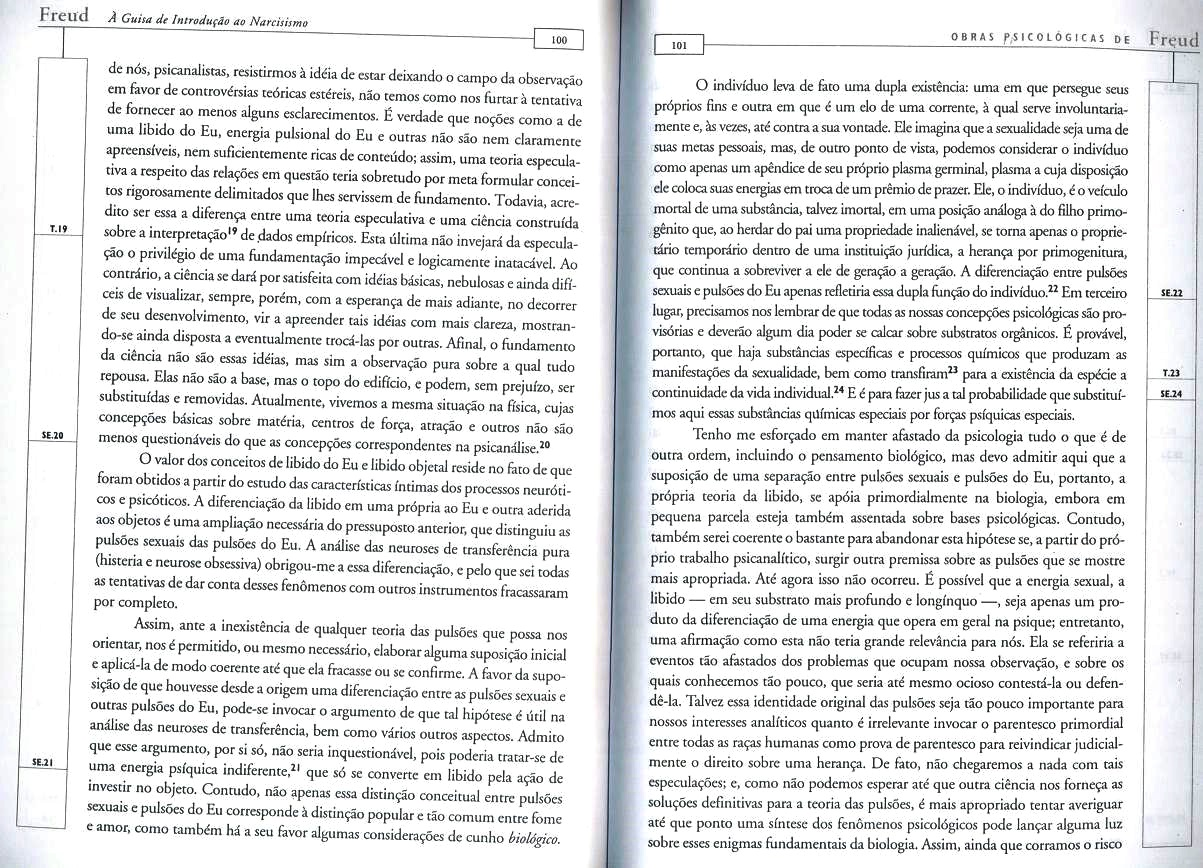 Freud À Guisa de Introdução ao Narcisismo
100
de nós, psicanalistas, resistirmos à idéia de estar deixando o campo da observação
em favor de controvérsias teóricas estéreis, não temos como nos furtar à tentativa
de fornecer ao menos alguns esclarecimentos. É verdade que noções como a de
uma libido do Eu, energia pulsional do Eu e outras não são nem claramente
apreensíveis, nem suficientemente ricas de conteúdo; assim, uma teoria especula-
tiva a respeito das relações em questão teria sobretudo por meta formular concei-
tos rigorosamente delimitados que lhes servissem de fundamento. Todavia, acre-
dito ser essa a diferença entre uma teoria especulativa e uma ciência construída
T.19
sobre a interpretação¹⁹ de dados empíricos. Esta última não invejará da especula-
ção o privilégio de uma fundamentação impecável e logicamente inatacável. Ao
contrário, a ciência se dará por satisfeita com idéias básicas, nebulosas e ainda difí-
ceis de visualizar, sempre, porém, com a esperança de mais adiante, no decorrer
de seu desenvolvimento, vir a apreender tais idéias com mais clareza, mostran-
do-se ainda disposta a eventualmente trocá-las por outras. Afinal, o fundamento
da ciência não são essas idéias, mas sim a observação pura sobre a qual tudo
repousa. Elas não são a base, mas o topo do edifício, e podem, sem prejuízo, ser
substituídas e removidas. Atualmente, vivemos a mesma situação na física, cujas
concepções básicas sobre matéria, centros de força, atração e outros não são
SE.20
menos questionáveis do que as concepções correspondentes na psicanálise.²⁰
O valor dos conceitos de libido do Eu e libido objetal reside no fato de que
foram obtidos a partir do estudo das características íntimas dos processos neuróti-
cos e psicóticos. A diferenciação da libido em uma própria ao Eu e outra aderida
aos objetos é uma ampliação necessária do pressuposto anterior, que distinguiu as
pulsões sexuais das pulsões do Eu. A análise das neuroses de transferência pura
(histeria e neurose obsessiva) obrigou-me a essa diferenciação, e pelo que sei todas
as tentativas de dar conta desses fenômenos com outros instrumentos fracassaram
por completo.
Assim, ante a inexistência de qualquer teoria das pulsões que possa nos
orientar, nos é permitido, ou mesmo necessário, elaborar alguma suposição inicial
e aplicá-la de modo coerente até que ela fracasse ou se confirme. A favor da supo-
sição de que houvesse desde a origem uma diferenciação entre as pulsões sexuais e
outras pulsões do Eu, pode-se invocar o argumento de que tal hipótese é útil na
análise das neuroses de transferência, bem como vários outros aspectos. Admito
que esse argumento, por si só, não seria inquestionável, pois poderia tratar-se de
SE.21
uma energia psíquica indiferente,²¹ que só se converte em libido pela ação de
investir no objeto. Contudo, não apenas essa distinção conceitual entre pulsões
sexuais e pulsões do Eu corresponde à distinção popular e tão comum entre fome
e amor, como também há a seu favor algumas considerações de cunho biológico.
101
OBRAS PSICOLÓGICAS DE Freud
O indivíduo leva de fato uma dupla existência: uma em que persegue seus
próprios fins e outra em que é um elo de uma corrente, à qual serve involuntaria-
mente e, às vezes, até contra a sua vontade. Ele imagina que a sexualidade seja uma de
suas metas pessoais, mas, de outro ponto de vista, podemos considerar o indivíduo
como apenas um apêndice de seu próprio plasma germinal, plasma a cuja disposição
ele coloca suas energias em troca de um prêmio de prazer. Ele, o indivíduo, é o veículo
mortal de uma substância, talvez imortal, em uma posição análoga à do filho primo-
gênito que, ao herdar do pai uma propriedade inalienável, se torna apenas o proprie-
tário temporário dentro de uma instituição jurídica, a herança por primogenitura,
que continua a sobreviver a ele de geração a geração. A diferenciação entre pulsões
sexuais e pulsões do Eu apenas refletiria essa dupla função do indivíduo.²² Em terceiro
SE.22
lugar, precisamos nos lembrar de que todas as nossas concepções psicológicas são pro-
visórias e deverão algum dia poder se calcar sobre substratos orgânicos. É provável,
portanto, que haja substâncias específicas e processos químicos que produzam as
manifestações da sexualidade, bem como transfiram²³ para a existência da espécie a
T.23
continuidade da vida individual.²⁴ E é para fazer jus a tal probabilidade que substituí-
SE.24
mos aqui essas substâncias químicas especiais por forças psíquicas especiais.
Tenho me esforçado em manter afastado da psicologia tudo o que é de
outra ordem, incluindo o pensamento biológico, mas devo admitir aqui que a
suposição de uma separação entre pulsões sexuais e pulsões do Eu, portanto, a
própria teoria da libido, se apóia primordialmente na biologia, embora em
pequena parcela esteja também assentada sobre bases psicológicas. Contudo,
também serei coerente o bastante para abandonar esta hipótese se, a partir do pró-
prio trabalho psicanalítico, surgir outra premissa sobre as pulsões que se mostre
mais apropriada. Até agora isso não ocorreu. É possível que a energia sexual, a
libido — em seu substrato mais profundo e longínquo —, seja apenas um pro-
duto da diferenciação de uma energia que opera em geral na psique; entretanto,
uma afirmação como esta não teria grande relevância para nós. Ela se referiria a
eventos tão afastados dos problemas que ocupam nossa observação, e sobre os
quais conhecemos tão pouco, que seria até mesmo ocioso contestá-la ou defen-
dê-la. Talvez essa identidade original das pulsões seja tão pouco importante para
nossos interesses analíticos quanto é irrelevante invocar o parentesco primordial
entre todas as raças humanas como prova de parentesco para reivindicar judicial-
mente o direito sobre uma herança. De fato, não chegaremos a nada com tais
especulações; e, como não podemos esperar até que outra ciência nos forneça as
soluções definitivas para a teoria das pulsões, é mais apropriado tentar averiguar
até que ponto uma síntese dos fenômenos psicológicos pode lançar alguma luz
sobre esses enigmas fundamentais da biologia. Assim, ainda que corramos o risco